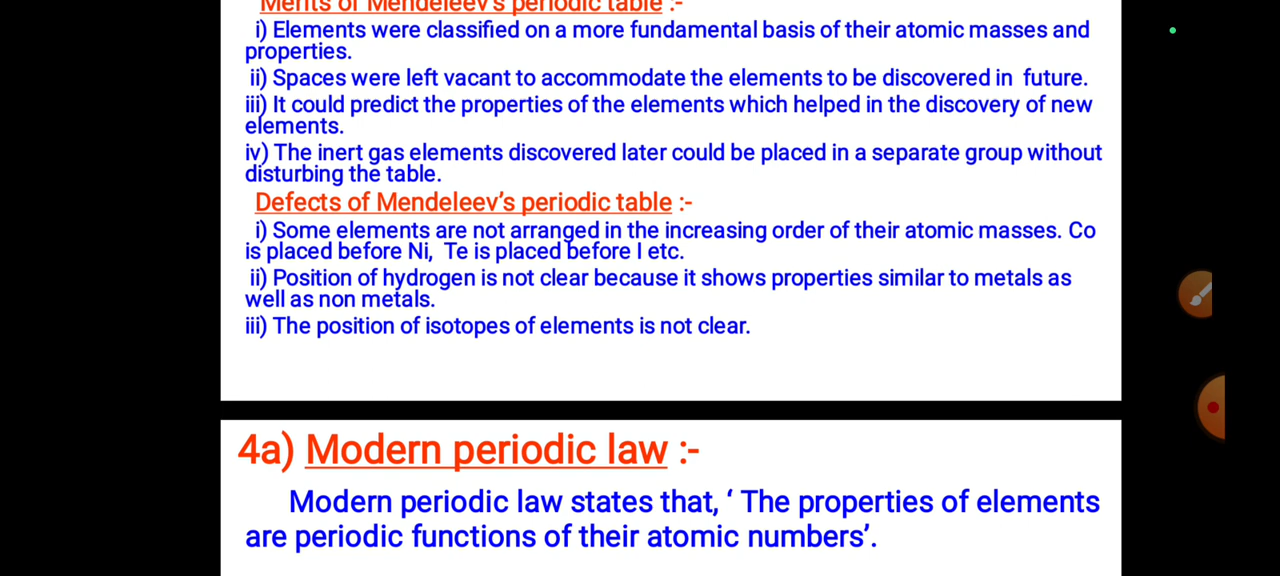 Merits of Mendeleev's periodic table :-
i) Elements were classified on a more fundamental basis of their atomic masses and
properties.
ii) Spaces were left vacant to accommodate the elements to be discovered in future.
iii) It could predict the properties of the elements which helped in the discovery of new
elements.
iv) The inert gas elements discovered later could be placed in a separate group without
disturbing the table.
Defects of Mendeleev’s periodic table :-
i) Some elements are not arranged in the increasing order of their atomic masses. Co
is placed before Ni, Te is placed before I etc.
ii) Position of hydrogen is not clear because it shows properties similar to metals as
well as non metals.
iii) The position of isotopes of elements is not clear.
4a) Modern periodic law :-
Modern periodic law states that, ‘ The properties of elements
are periodic functions of their atomic numbers’.